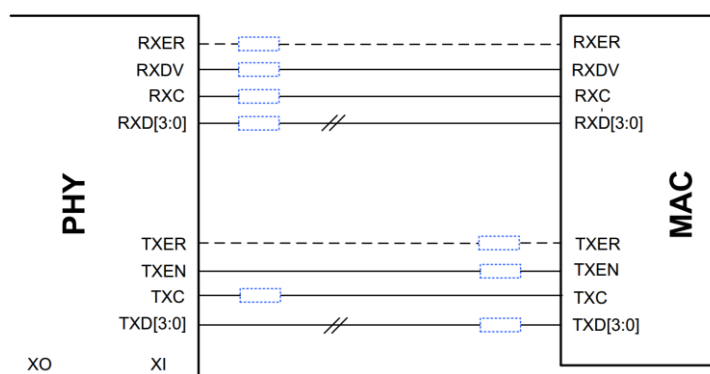 RXER
RXER
RXDV
RXDV
RXC
RXC
RXD[3:0]
RXD[3:0]
PHY
MAC
TXER
TXER
TXEN
TXEN
TXC
TXC
TXD[3:0]
TXD[3:0]
XO
XI